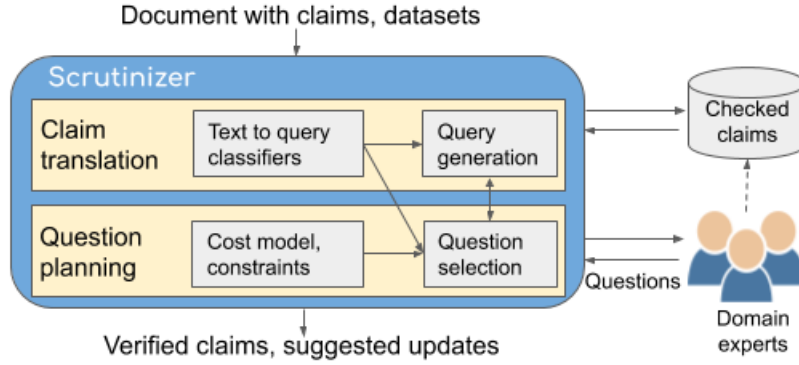 Document with claims, datasets
Scrutinizer
Claim
translation
Text to query
classifiers
Query
generation
Checked
claims
Question
planning
Cost model,
constraints
Question
selection
Questions
Domain
experts
Verified claims, suggested updates